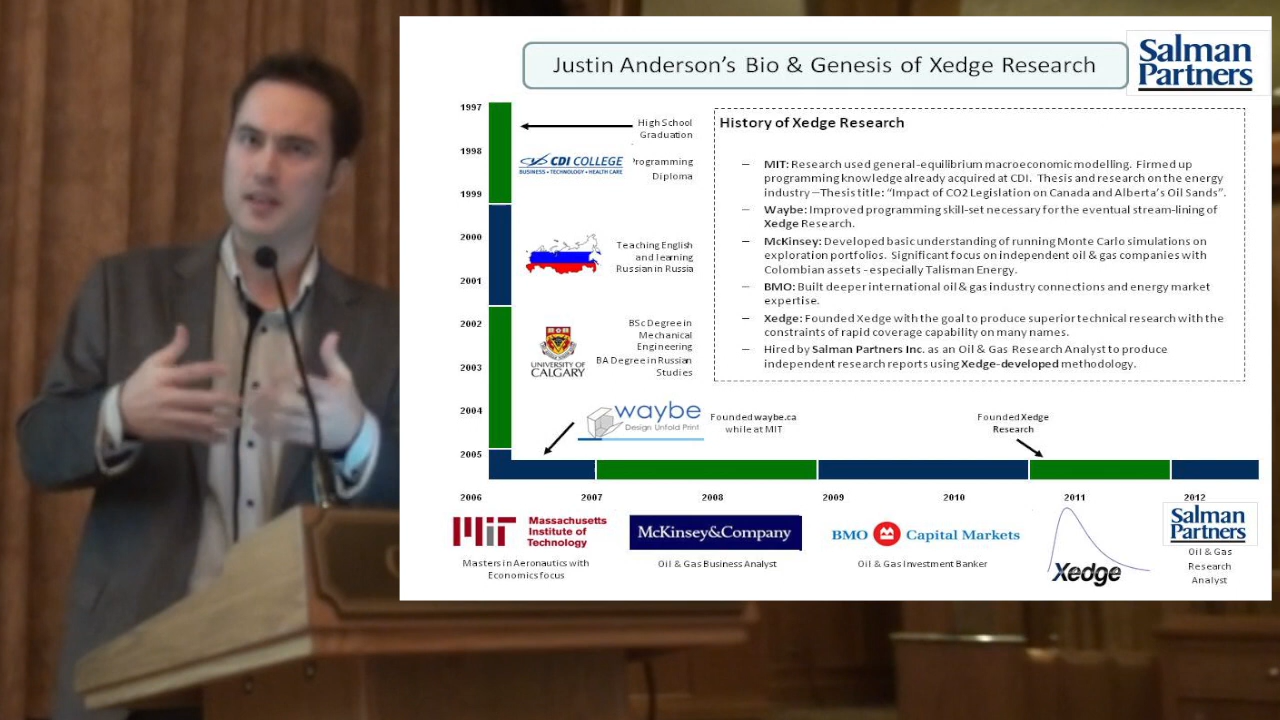 Justin Anderson's Bio & Genesis of Xedge Research
Salman
Partners
1997
1998
1999
2000
2001
2002
2003
2004
2005
High School
Graduation
CDI COLLEGE
BUSINESS • TECHNOLOGY • HEALTH CARE
Programming
Diploma
Teaching English
and learning
Russian in Russia
UNIVERSITY OF
CALGARY
BSc Degree in
Mechanical
Engineering
BA Degree in Russian
Studies
waybe
Design Unfold Print
Founded waybe.ca
while at MIT
History of Xedge Research
– MIT: Research used general-equilibrium macroeconomic modelling. Firmed up
programming knowledge already acquired at CDI. Thesis and research on the energy
industry – Thesis title: "Impact of CO2 Legislation on Canada and Alberta's Oil Sands".
– Waybe: Improved programming skill-set necessary for the eventual stream-lining of
Xedge Research.
– McKinsey: Developed basic understanding of running Monte Carlo simulations on
exploration portfolios. Significant focus on independent oil & gas companies with
Colombian assets - especially Talisman Energy.
– BMO: Built deeper international oil & gas industry connections and energy market
expertise.
– Xedge: Founded Xedge with the goal to produce superior technical research with the
constraints of rapid coverage capability on many names.
– Hired by Salman Partners Inc. as an Oil & Gas Research Analyst to produce
independent research reports using Xedge-developed methodology.
Founded Xedge
Research
2006 2007 2008 2009 2010 2011 2012
MIT
Massachusetts
Institute of
Technology
Masters in Aeronautics with
Economics focus
McKinsey&Company
Oil & Gas Business Analyst
BMO Capital Markets
Oil & Gas Investment Banker
Xedge
Salman
Partners
Oil & Gas
Research
Analyst